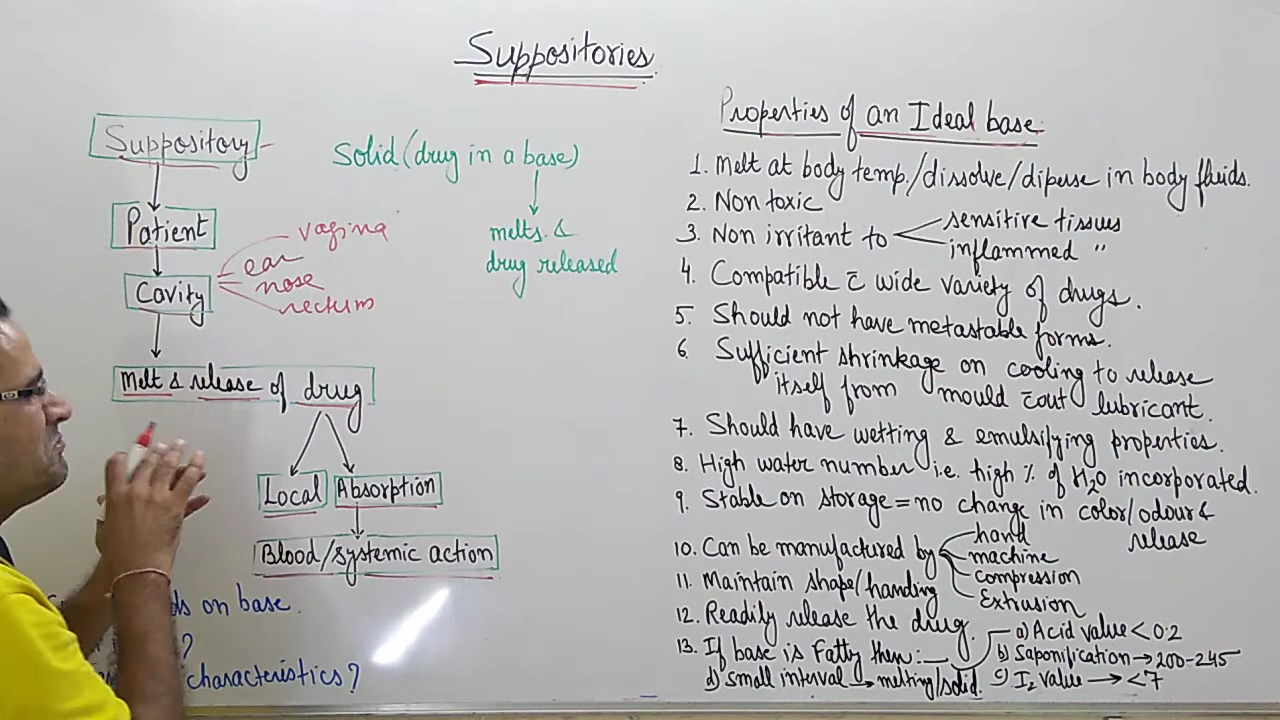 Suppositories
Suppository
Patient
Cavity
vagina
ear
nose
rectum
Melt & release of drug
Local
Absorption
Blood/systemic action
on base.
?
characteristics?
Solid (drug in a base)
melts &
drug released
Properties of an Ideal base
1. Melt at body temp./dissolve/diperse in body fluids.
2. Non toxic
3. Non irritant to
sensitive tissues
inflammed "
4. Compatible c̄ wide variety of drugs.
5. Should not have metastable forms.
6. Sufficient shrinkage on cooling to release
itself from mould c̄out lubricant.
7. Should have wetting & emulsifying properties.
8. High water number i.e. high % of H2O incorporated.
9. Stable on storage = no change in color/odour &
release
10. Can be manufactured by
hand
machine
compression
Extrusion
11. Maintain shape/handing
12. Readily release the drug.
13. If base is Fatty then:
a) Acid value < 0.2
b) Saponification → 200-245
c) I2 value → < 7
d) Small interval → melting/solid.